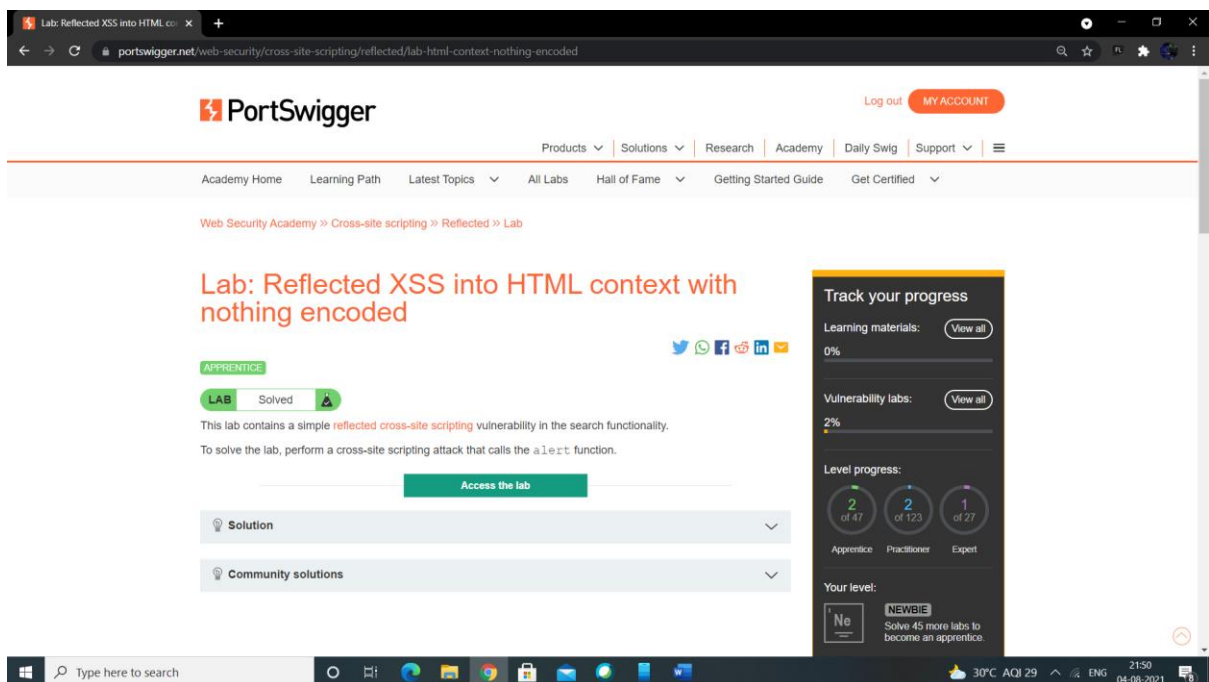 Lab: Reflected XSS into HTML co
portswigger.net/web-security/cross-site-scripting/reflected/lab-html-context-nothing-encoded
FL
PortSwigger
Log out MY ACCOUNT
Products Solutions Research Academy Daily Swig Support
Academy Home Learning Path Latest Topics All Labs Hall of Fame Getting Started Guide Get Certified
Web Security Academy » Cross-site scripting » Reflected » Lab
Lab: Reflected XSS into HTML context with
nothing encoded
APPRENTICE
LAB Solved
This lab contains a simple reflected cross-site scripting vulnerability in the search functionality.
To solve the lab, perform a cross-site scripting attack that calls the alert function.
Access the lab
Solution
Community solutions
Track your progress
Learning materials: View all
0%
Vulnerability labs: View all
2%
Level progress:
2 of 47
2 of 123
1 of 27
Apprentice Practitioner Expert
Your level:
1
Ne
NEWBIE
Solve 45 more labs to
become an apprentice.
Type here to search
30°C AQI 29 ENG 21:50
04-08-2021
8